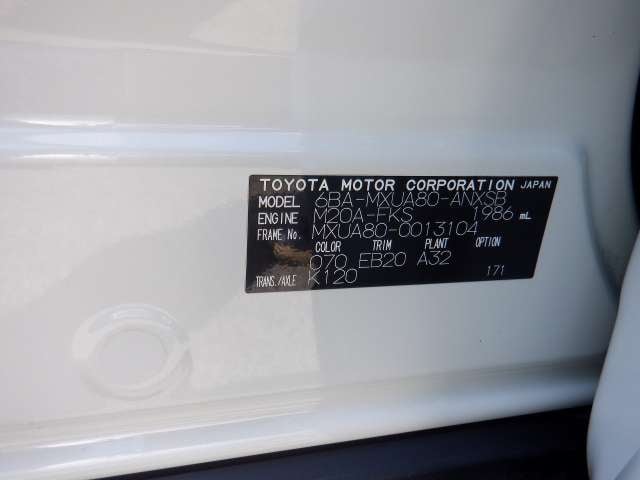 TOYOTA MOTOR CORPORATION JAPAN
MODEL 6BA-MXUA80-ANXSB
ENGINE M20A-FKS 1986 mL
FRAME No. MXUA80-0013104
COLOR TRIM PLANT OPTION
070 EB20 A32
TRANS./AXLE K120 171